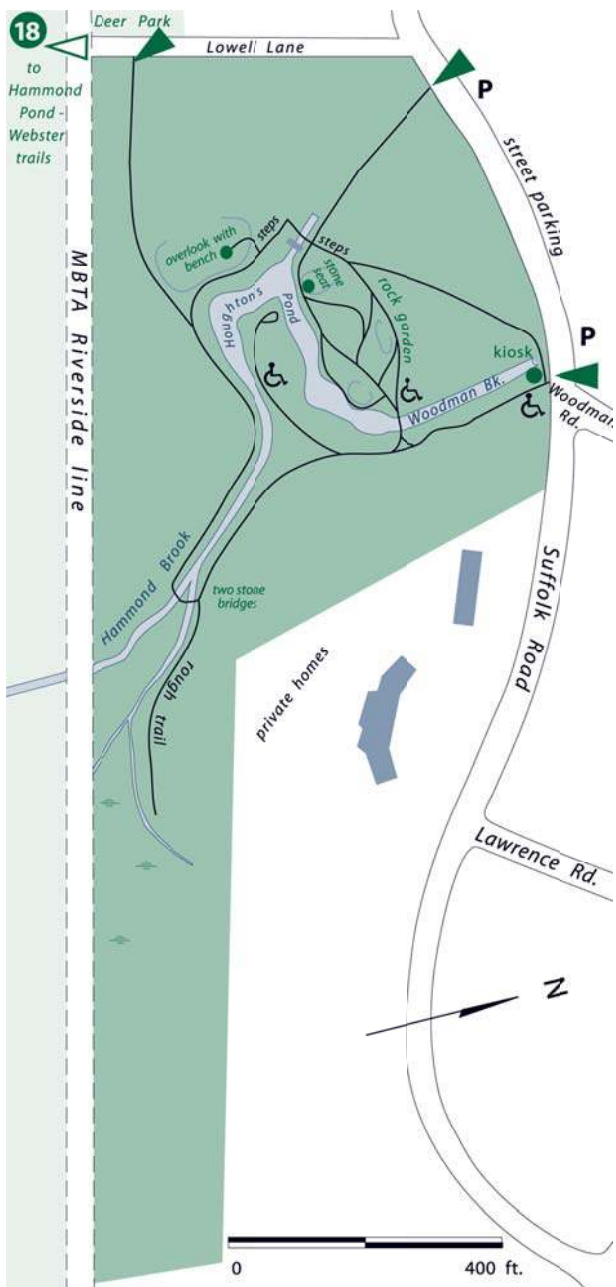 18
Deer Park
Lowell Lane
to
Hammond
Pond -
Webster
trails
P
street parking
MBTA Riverside line
overlook with
bench
steps
steps
stone
seat
Houghton's
Pond
rock garden
kiosk
P
Woodman Bk.
Woodman
Rd.
Hammond Brook
two stone
bridges
rough
trail
private homes
Suffolk Road
Lawrence Rd.
N
0
400 ft.